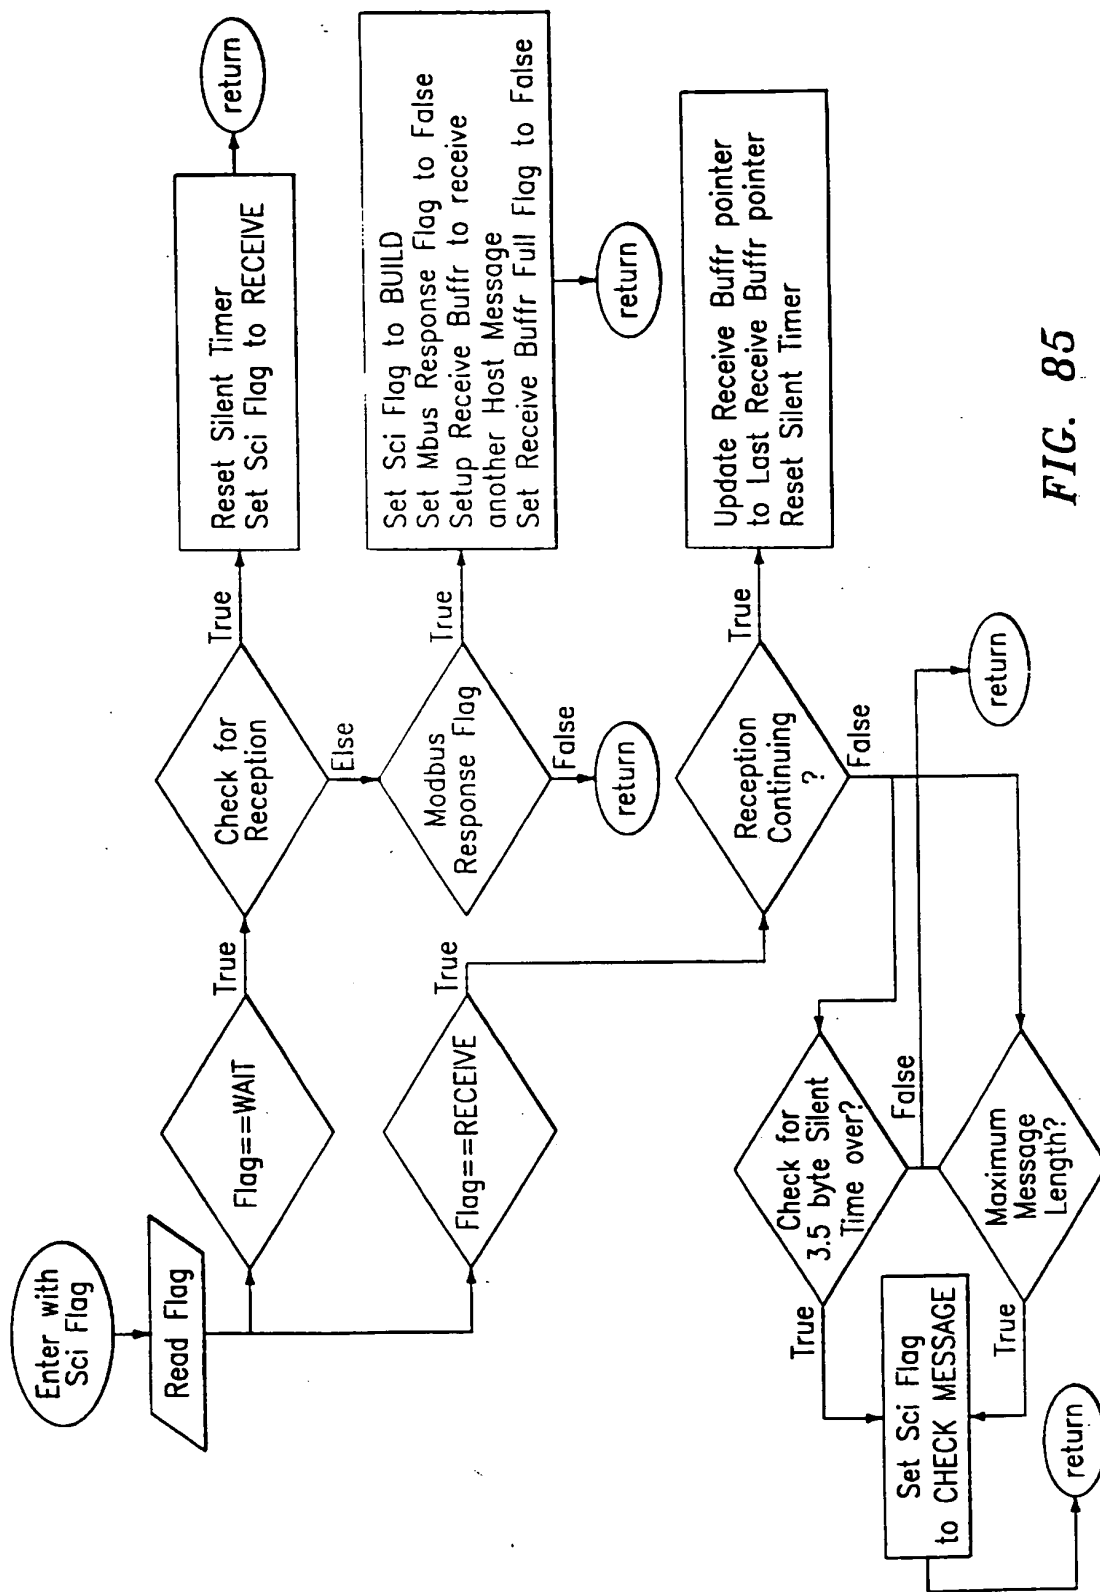 Enter with
Sci Flag
Read Flag
Flag==WAIT
True
Check for
Reception
True
Reset Silent Timer
Set Sci Flag to RECEIVE
return
Else
Modbus
Response Flag
True
Set Sci Flag to BUILD
Set Mbus Response Flag to False
Setup Receive Buffr to receive
another Host Message
Set Receive Buffr Full Flag to False
return
False
return
Flag==RECEIVE
True
Reception
Continuing
?
True
Update Receive Buffr pointer
to Last Receive Buffr pointer
Reset Silent Timer
False
Check for
3.5 byte Silent
Time over?
True
False
return
Maximum
Message
Length?
True
Set Sci Flag
to CHECK MESSAGE
return
FIG. 85